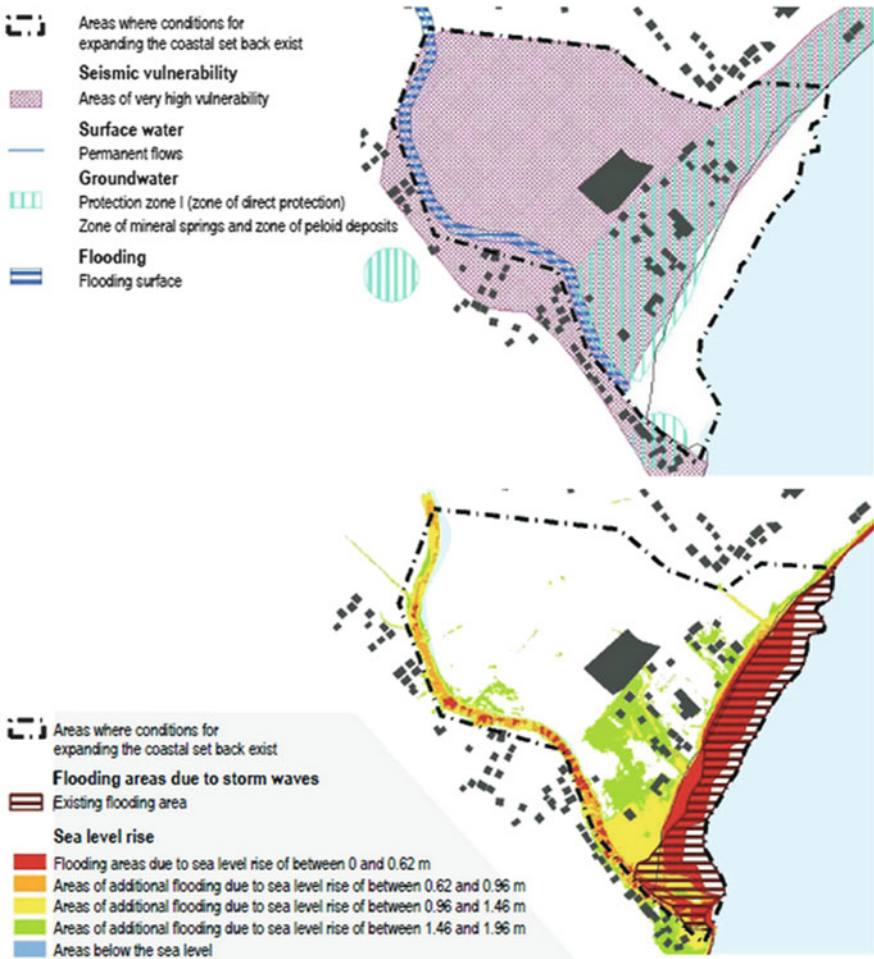 Areas where conditions for
expanding the coastal set back exist
Seismic vulnerability
Areas of very high vulnerability
Surface water
Permanent flows
Groundwater
Protection zone I (zone of direct protection)
Zone of mineral springs and zone of peloid deposits
Flooding
Flooding surface
Areas where conditions for
expanding the coastal set back exist
Flooding areas due to storm waves
Existing flooding area
Sea level rise
Flooding areas due to sea level rise of between 0 and 0.62 m
Areas of additional flooding due to sea level rise of between 0.62 and 0.96 m
Areas of additional flooding due to sea level rise of between 0.96 and 1.46 m
Areas of additional flooding due to sea level rise of between 1.46 and 1.96 m
Areas below the sea level